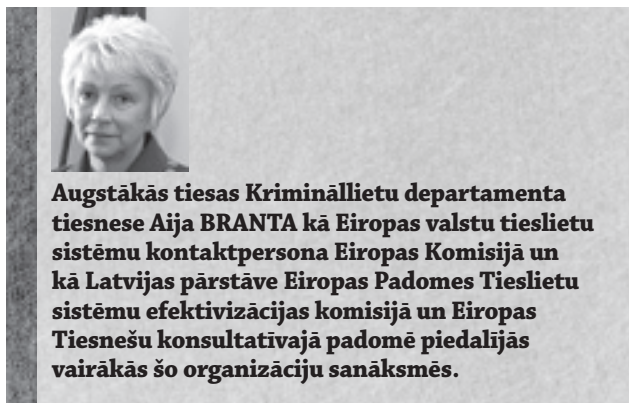 Augstākās tiesas Krimināllietu departamenta
tiesnese Aija BRANTA kā Eiropas valstu tieslietu
sistēmu kontaktpersona Eiropas Komisijā un
kā Latvijas pārstāve Eiropas Padomes Tieslietu
sistēmu efektivizācijas komisijā un Eiropas
Tiesnešu konsultatīvajā padomē piedalījās
vairākās šo organizāciju sanāksmēs.